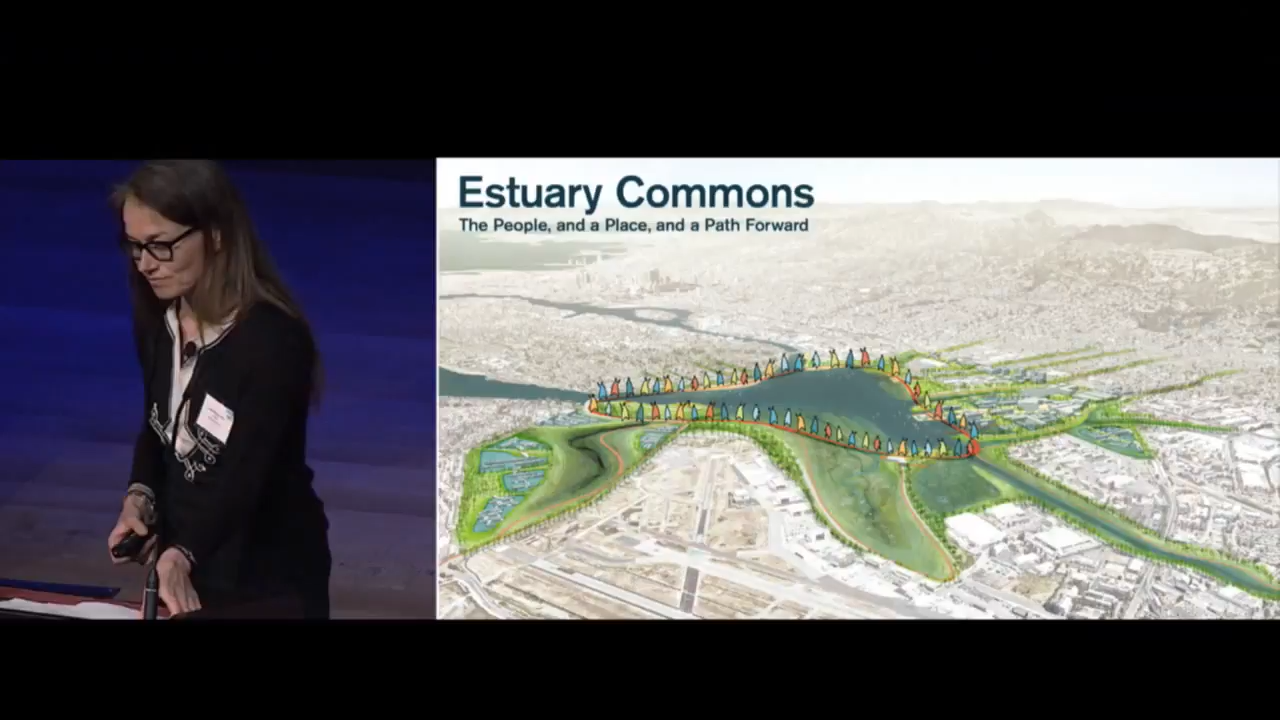 Estuary Commons
The People, and a Place, and a Path Forward